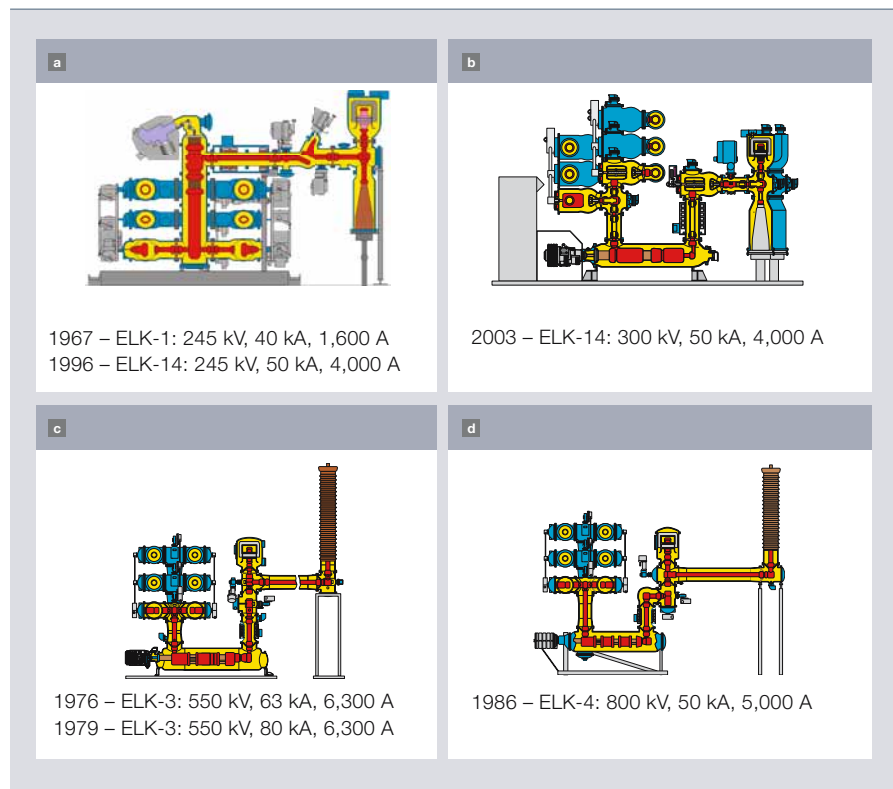 a
1967 – ELK-1: 245 kV, 40 kA, 1,600 A
1996 – ELK-14: 245 kV, 50 kA, 4,000 A
b
2003 – ELK-14: 300 kV, 50 kA, 4,000 A
c
1976 – ELK-3: 550 kV, 63 kA, 6,300 A
1979 – ELK-3: 550 kV, 80 kA, 6,300 A
d
1986 – ELK-4: 800 kV, 50 kA, 5,000 A